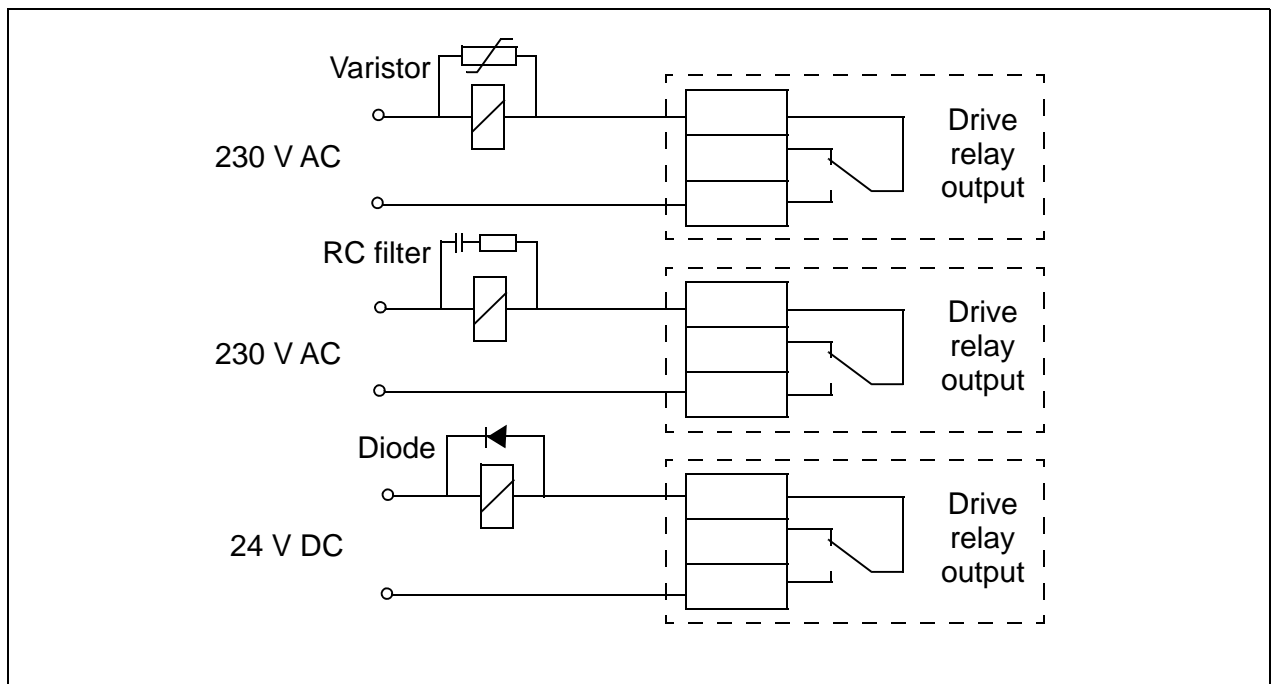 Varistor
230 V AC
Drive
relay
output
RC filter
230 V AC
Drive
relay
output
Diode
24 V DC
Drive
relay
output